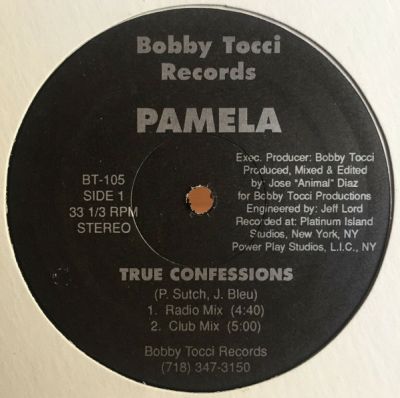 Bobby Tocci
Records
PAMELA
BT-105
SIDE 1
33 1/3 RPM
STEREO
Exec. Producer: Bobby Tocci
Produced, Mixed & Edited
by: Jose "Animal" Diaz
for Bobby Tocci Productions
Engineered by: Jeff Lord
Recorded at: Platinum Island
Studios, New York, NY
Power Play Studios, L.I.C., NY
TRUE CONFESSIONS
(P. Sutch, J. Bleu)
1. Radio Mix (4:40)
2. Club Mix (5:00)
Bobby Tocci Records
(718) 347-3150